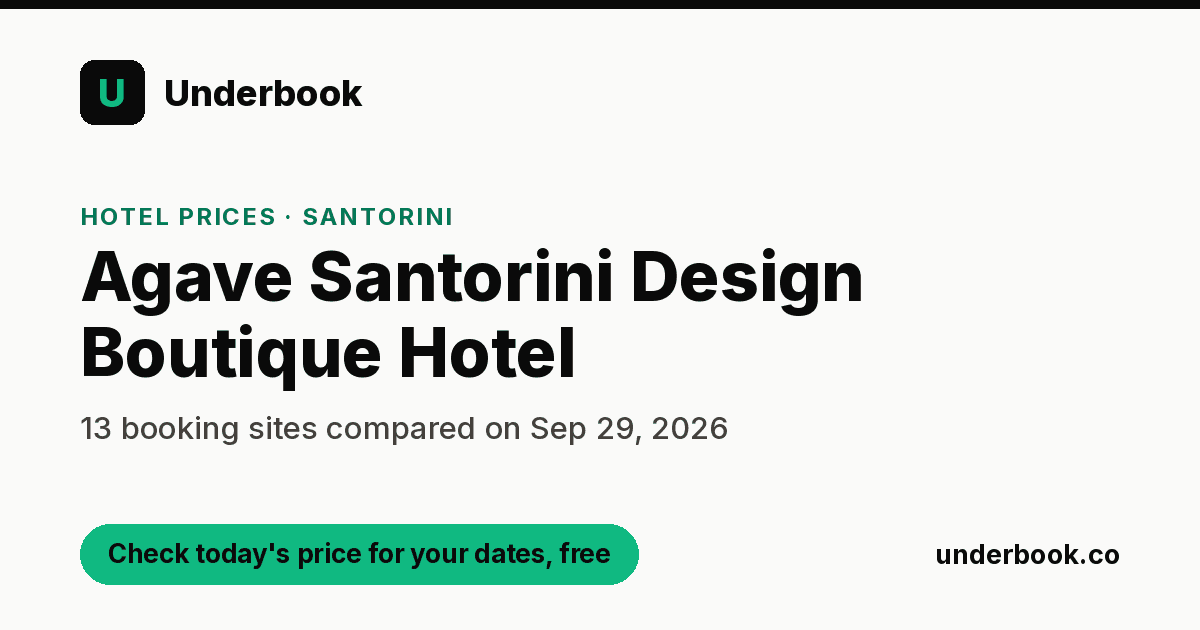 U Underbook
HOTEL PRICES · SANTORINI
Agave Santorini Design
Boutique Hotel
13 booking sites compared on Sep 29, 2026
Check today's price for your dates, free
underbook.co